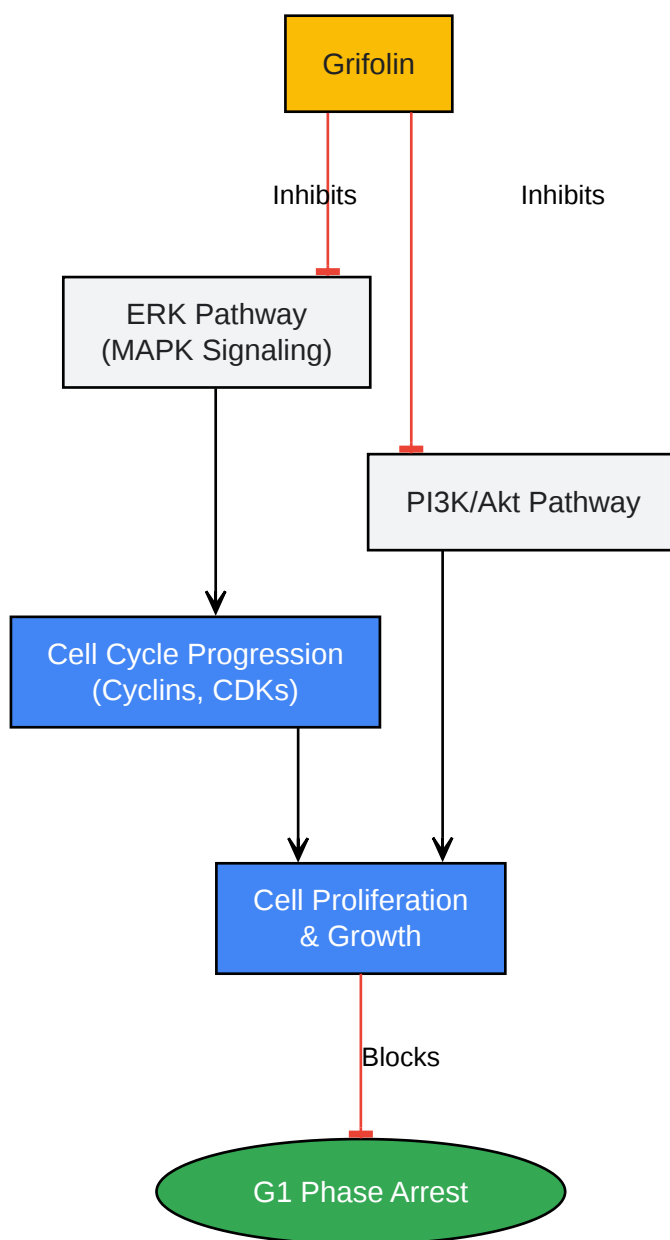 Grifolin
Inhibits
Inhibits
ERK Pathway
(MAPK Signaling)
PI3K/Akt Pathway
Cell Cycle Progression
(Cyclins, CDKs)
Cell Proliferation
& Growth
Blocks
G1 Phase Arrest